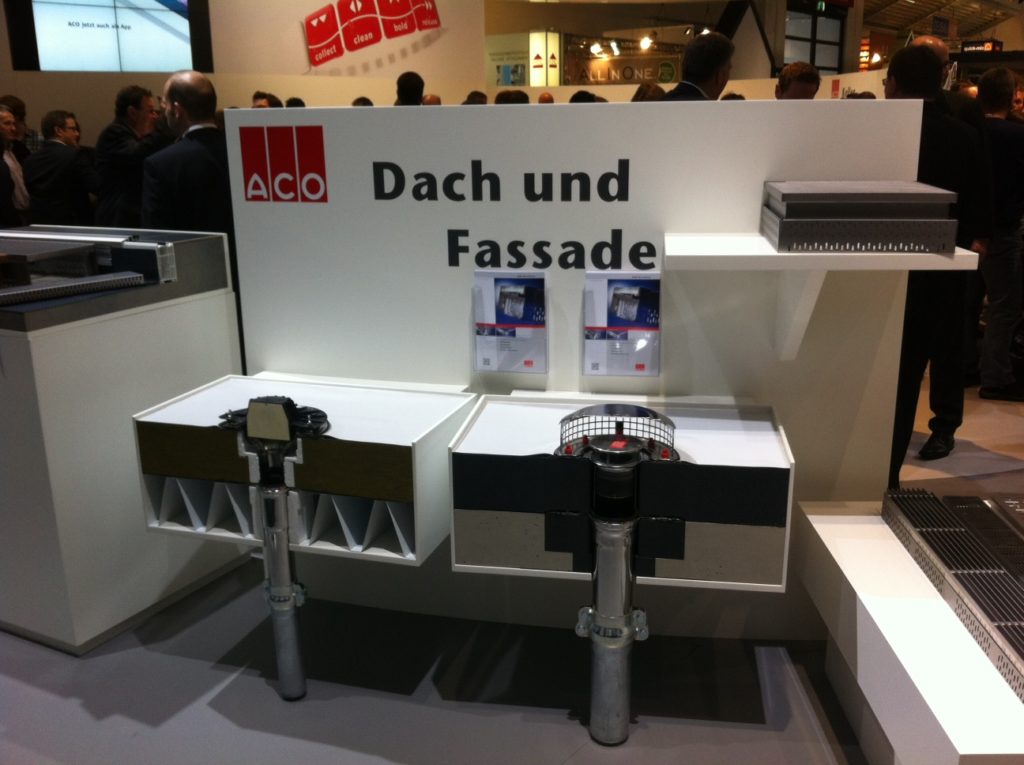 ACO jetzt auch als App
collect
clean
hold
release
ALL IN ONE
ACO
Dach und
Fassade